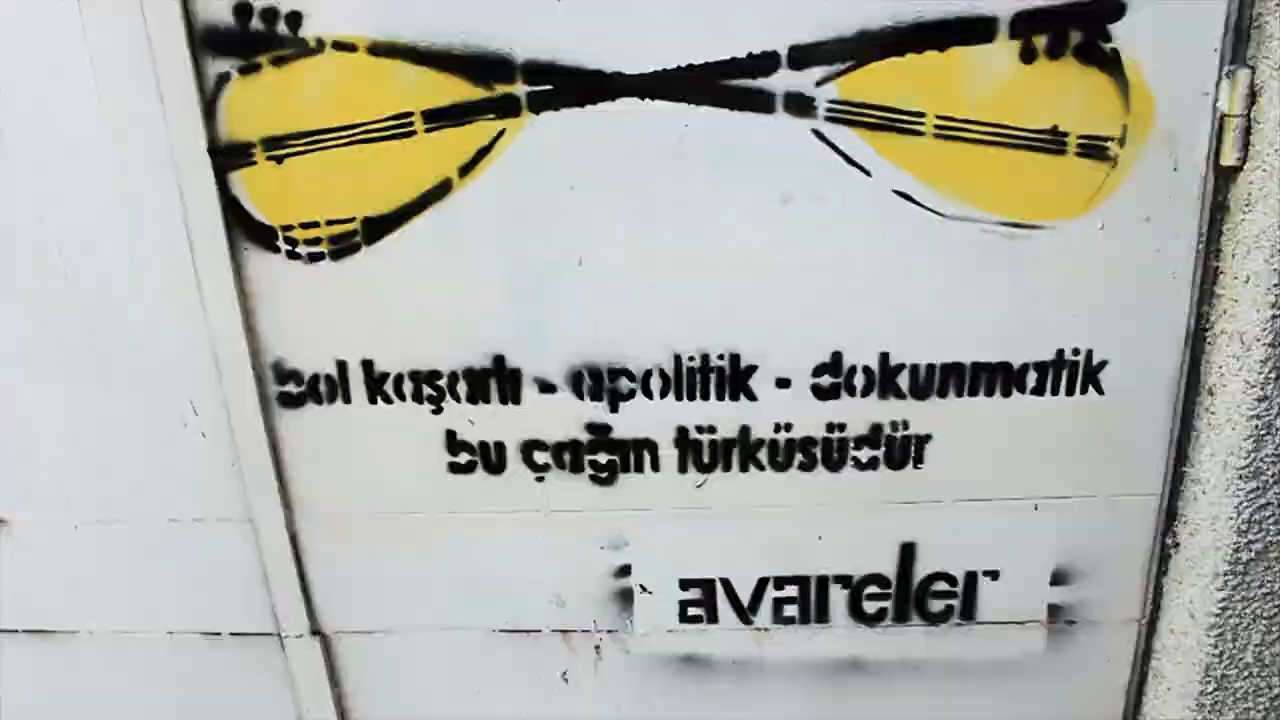 bol kaşarlı - apolitik - dokunmatik
bu çağın türküsüdür
avareler